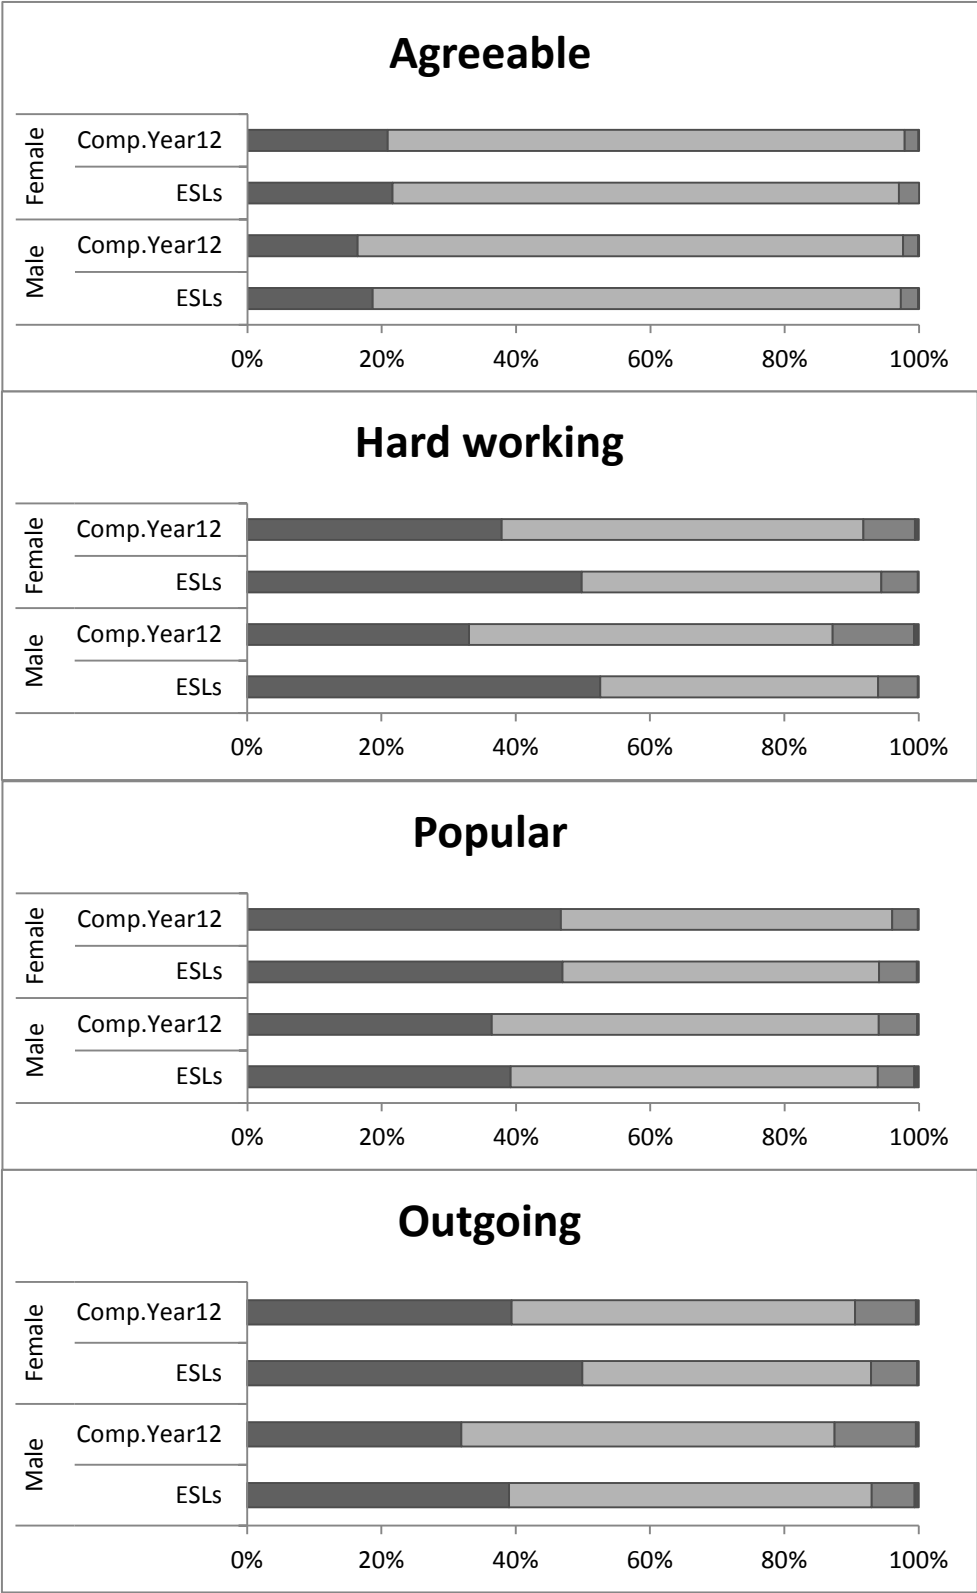 Agreeable
Female
Comp.Year12
ESLs
Male
Comp.Year12
ESLs
0% 20% 40% 60% 80% 100%
Hard working
Female
Comp.Year12
ESLs
Male
Comp.Year12
ESLs
0% 20% 40% 60% 80% 100%
Popular
Female
Comp.Year12
ESLs
Male
Comp.Year12
ESLs
0% 20% 40% 60% 80% 100%
Outgoing
Female
Comp.Year12
ESLs
Male
Comp.Year12
ESLs
0% 20% 40% 60% 80% 100%